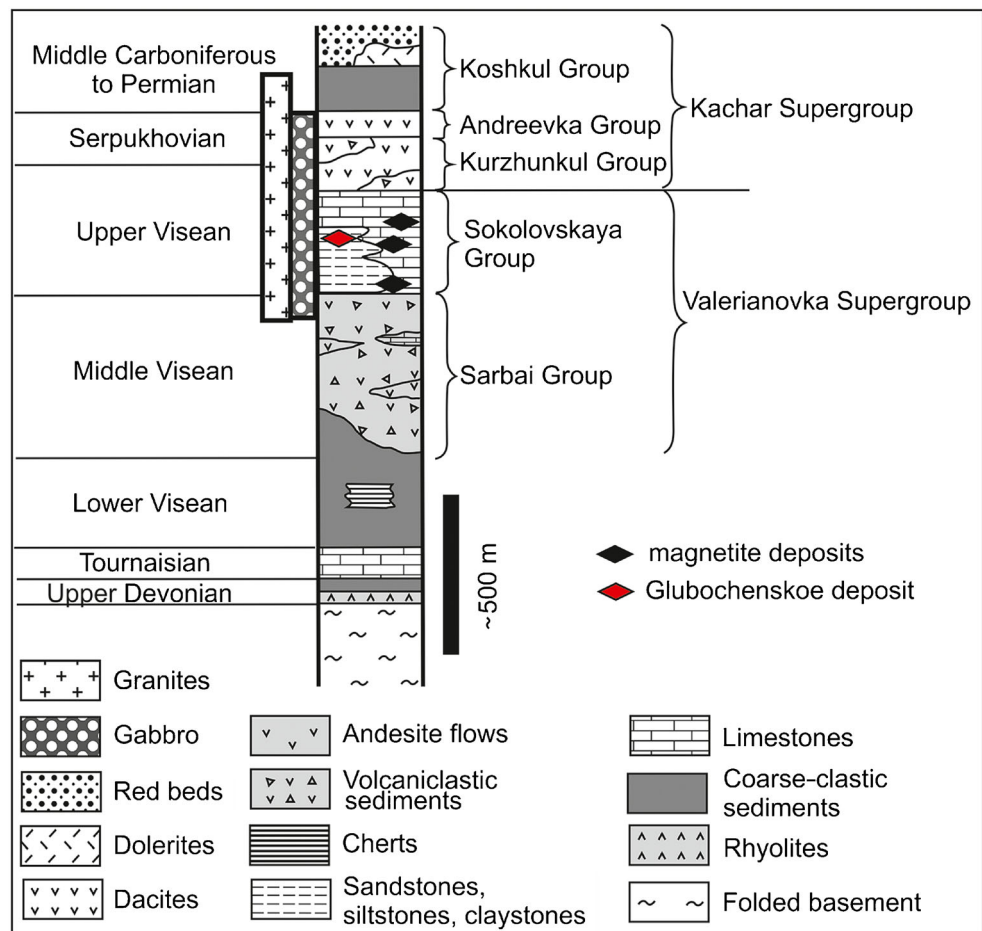 Middle Carboniferous
to Permian
Serpukhovian
Upper Visean
Middle Visean
Lower Visean
Tournaisian
Upper Devonian
Koshkul Group
Andreevka Group
Kurzhunkul Group
Sokolovskaya
Group
Sarbai Group
Kachar Supergroup
Valerianovka Supergroup
~500 m
magnetite deposits
Glubochenskoe deposit
Granites
Gabbro
Red beds
Dolerites
Dacites
Andesite flows
Volcaniclastic
sediments
Cherts
Sandstones,
siltstones, claystones
Limestones
Coarse-clastic
sediments
Rhyolites
Folded basement